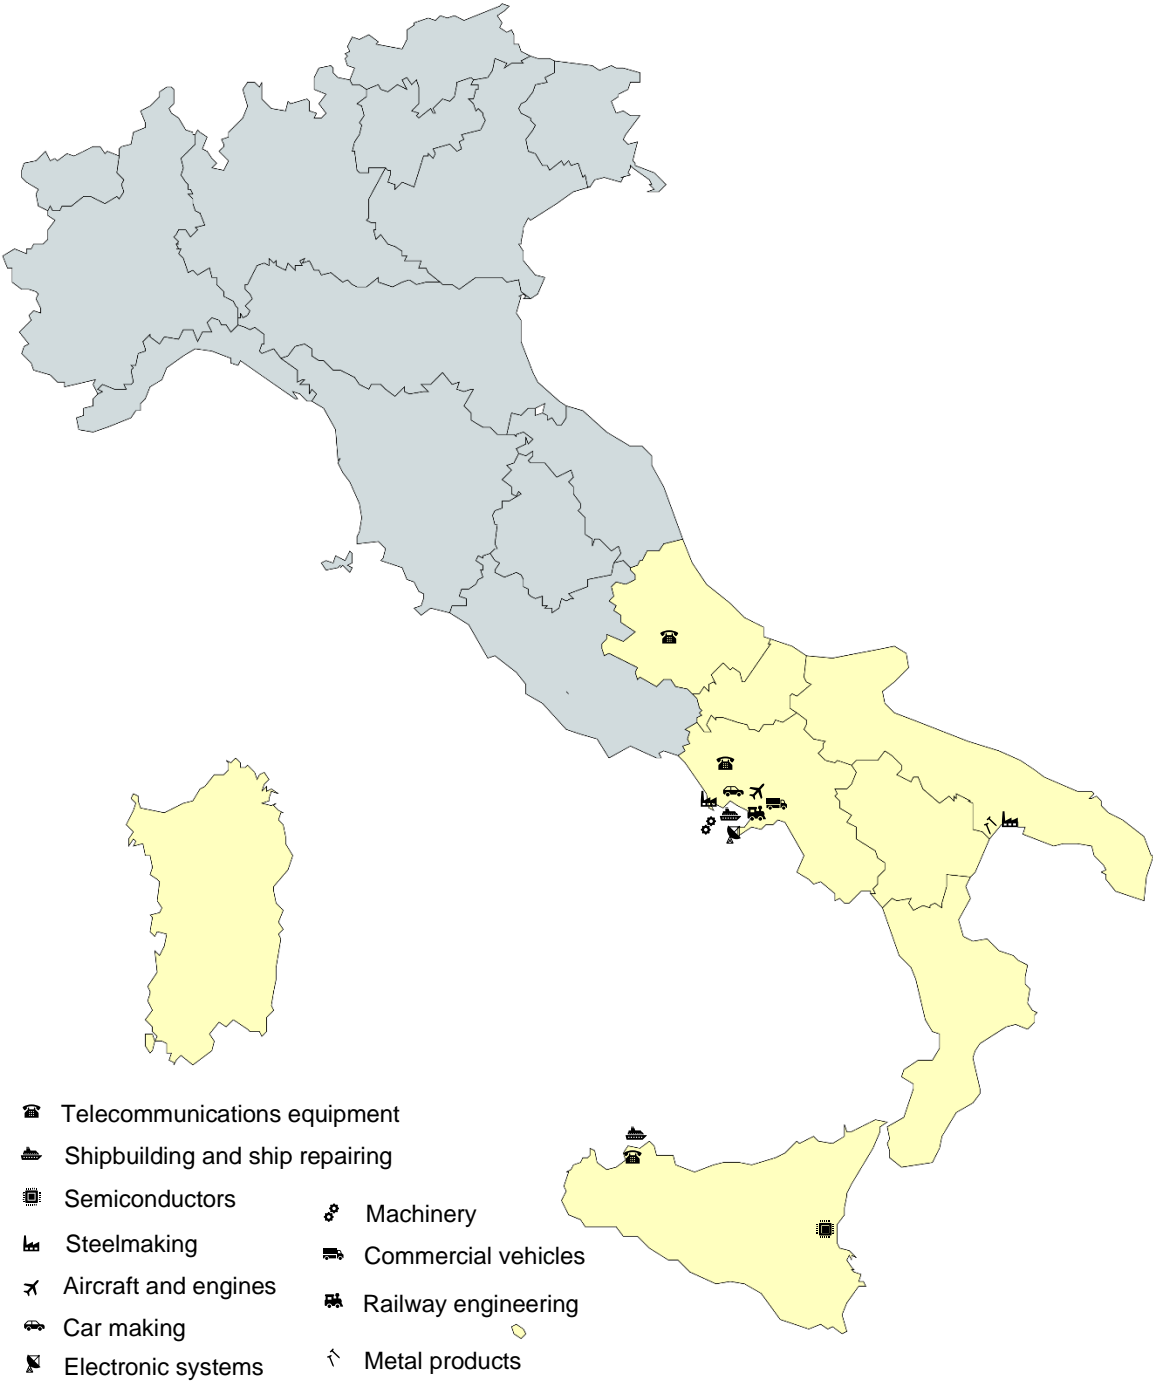 Telecommunications equipment
Shipbuilding and ship repairing
Semiconductors
Steelmaking
Aircraft and engines
Car making
Electronic systems
Machinery
Commercial vehicles
Railway engineering
Metal products